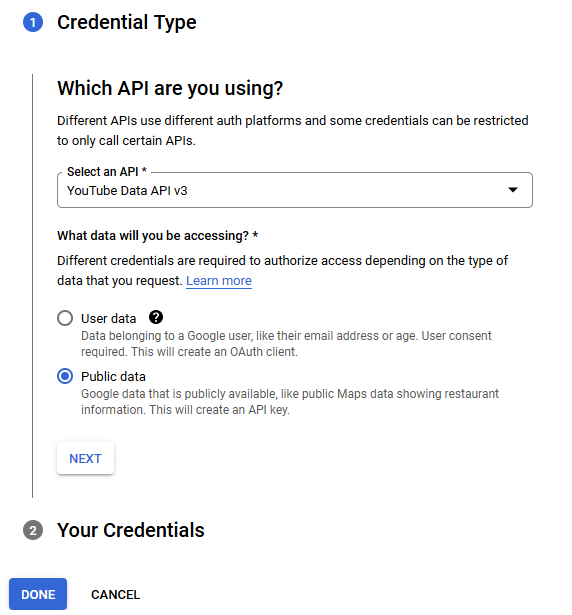 1 Credential Type
Which API are you using?
Different APIs use different auth platforms and some credentials can be restricted
to only call certain APIs.
Select an API *
YouTube Data API v3
What data will you be accessing? *
Different credentials are required to authorize access depending on the type of
data that you request. Learn more
User data ?
Data belonging to a Google user, like their email address or age. User consent
required. This will create an OAuth client.
Public data
Google data that is publicly available, like public Maps data showing restaurant
information. This will create an API key.
NEXT
2 Your Credentials
DONE CANCEL